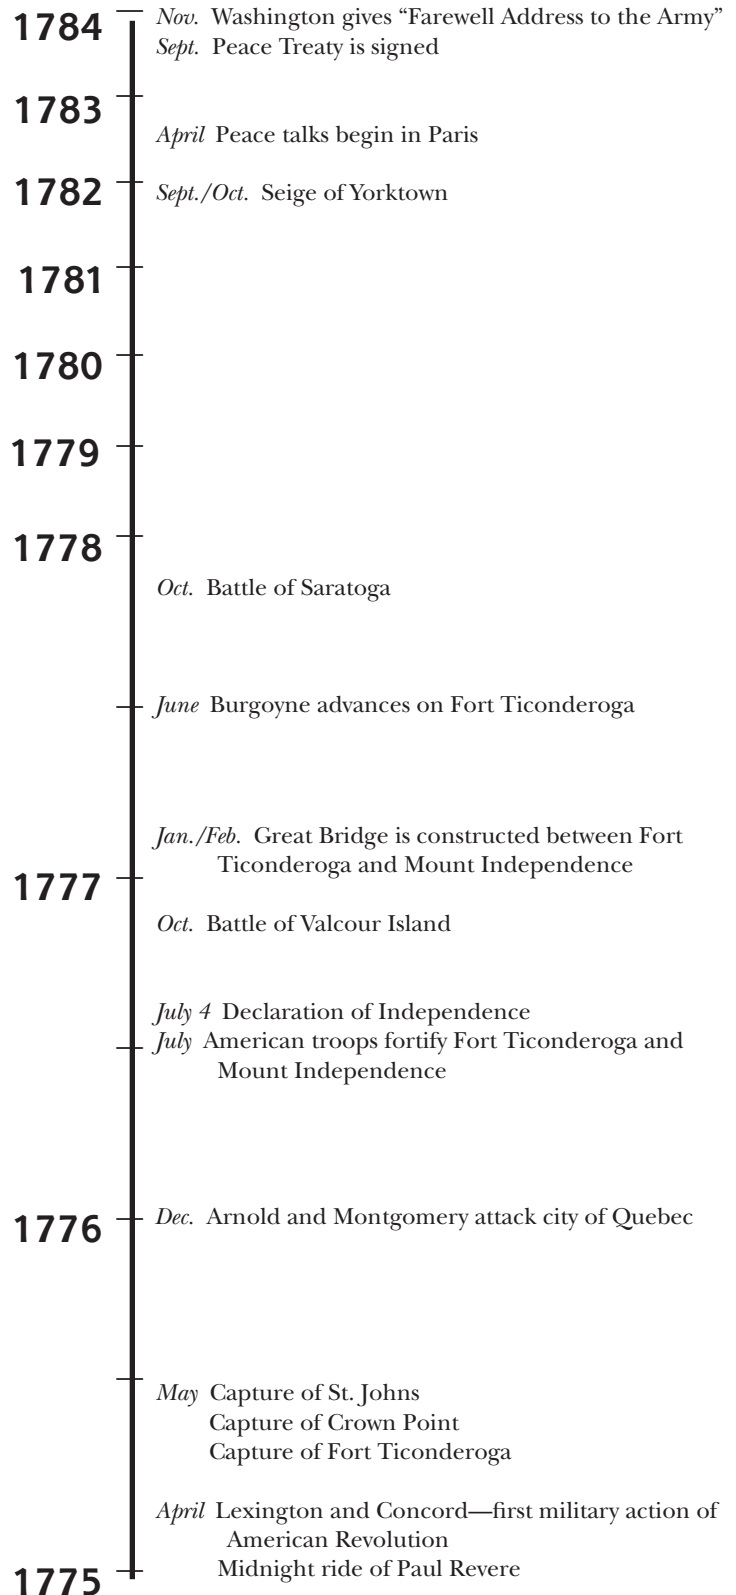 1784
Nov. Washington gives “Farewell Address to the Army”
Sept. Peace Treaty is signed
1783
April Peace talks begin in Paris
1782
Sept./Oct. Seige of Yorktown
1781
1780
1779
1778
Oct. Battle of Saratoga
June Burgoyne advances on Fort Ticonderoga
Jan./Feb. Great Bridge is constructed between Fort
Ticonderoga and Mount Independence
1777
Oct. Battle of Valcour Island
July 4 Declaration of Independence
July American troops fortify Fort Ticonderoga and
Mount Independence
1776
Dec. Arnold and Montgomery attack city of Quebec
May Capture of St. Johns
Capture of Crown Point
Capture of Fort Ticonderoga
April Lexington and Concord—first military action of
American Revolution
Midnight ride of Paul Revere
1775